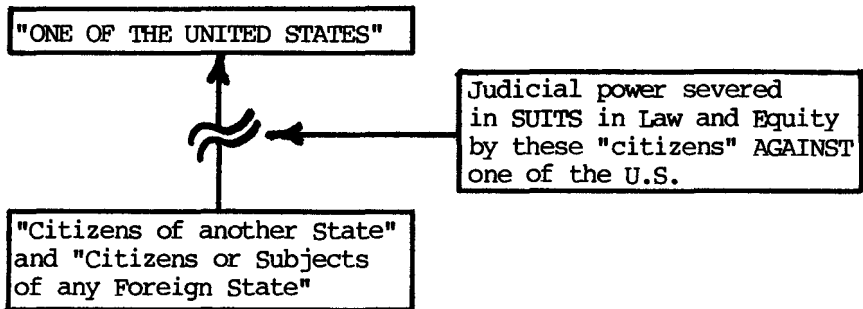 "ONE OF THE UNITED STATES"
Judicial power severed
in SUITS in Law and Equity
by these "citizens" AGAINST
one of the U.S.
"Citizens of another State"
and "Citizens or Subjects
of any Foreign State"